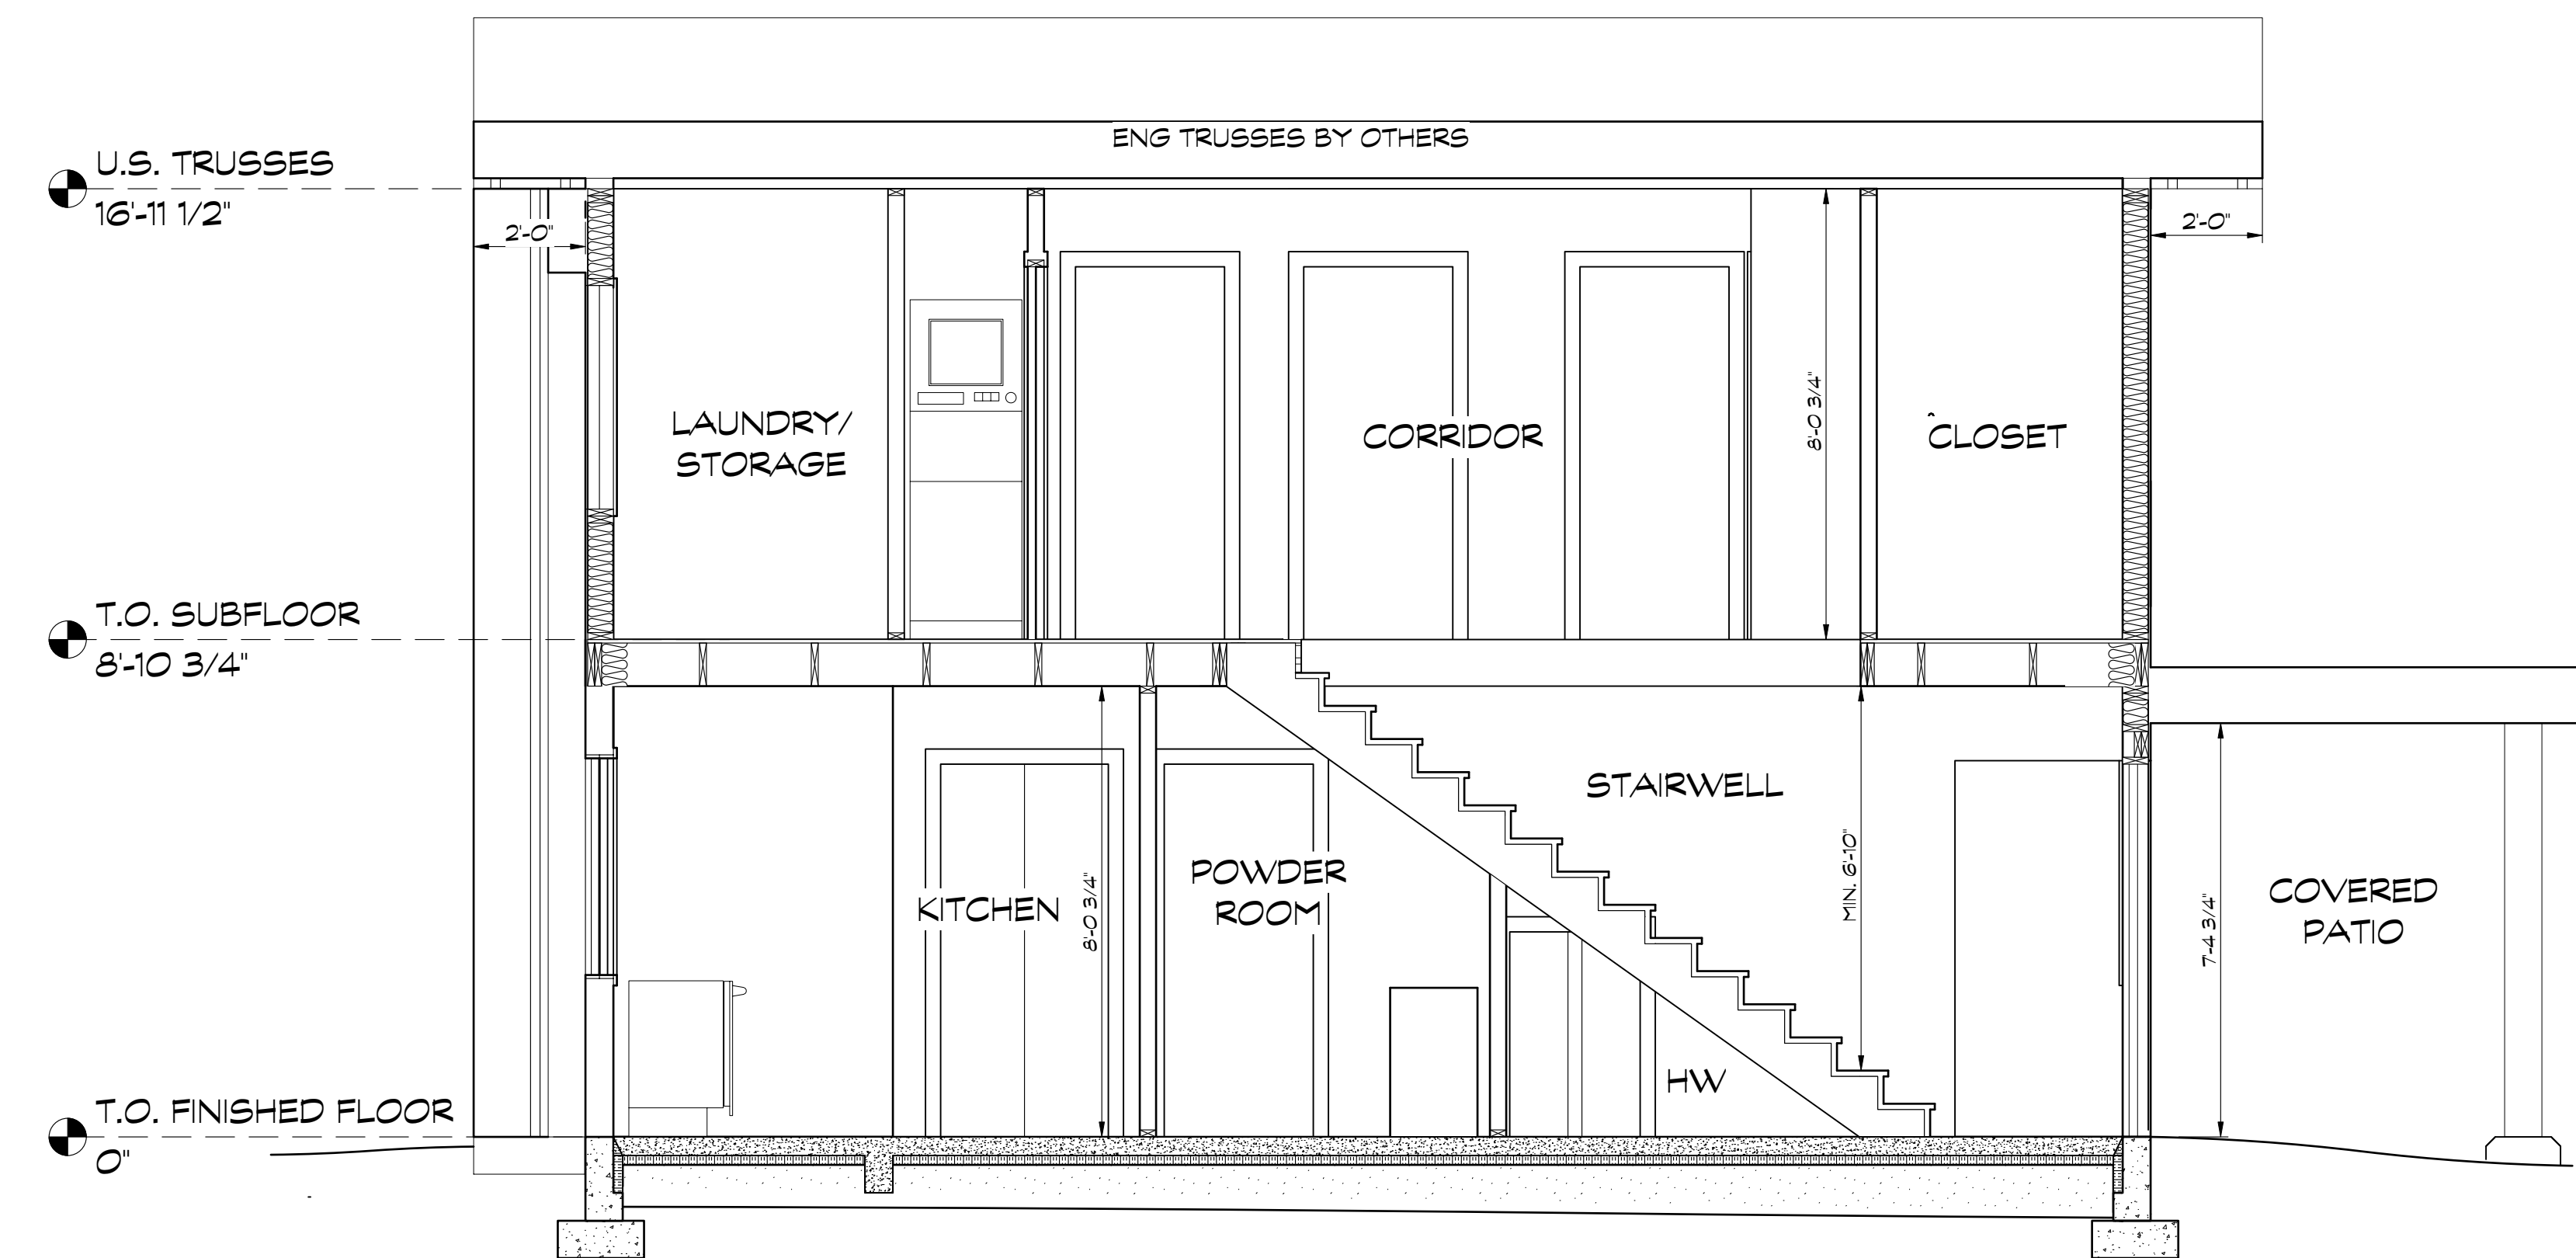 ENG TRUSSES BY OTHERS
U.S. TRUSSES
16'-11 1/2"
2'-0"
2'-0"
LAUNDRY/
STORAGE
CORRIDOR
8'-0 3/4"
CLOSET
T.O. SUBFLOOR
8'-10 3/4"
STAIRWELL
KITCHEN
8'-0 3/4"
POWDER
ROOM
MIN. 6'-10"
7'-4 3/4"
COVERED
PATIO
HW
T.O. FINISHED FLOOR
0"